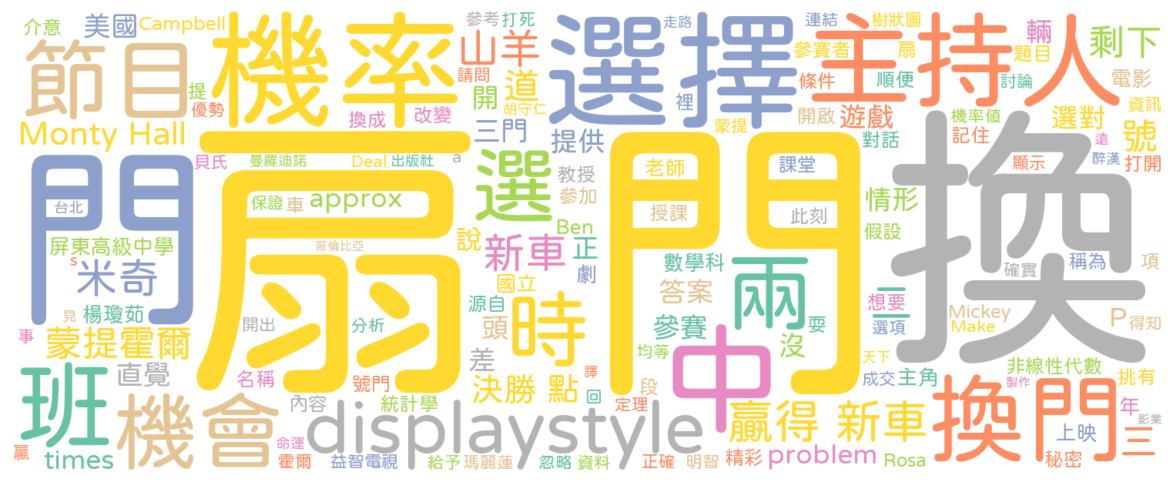 介意 美國 Campbell 機率 選擇 主持人 剩下
節目 山羊 參考 打死 走路 連結 樹狀圖 輛
提 優勢 請問 道 參賽者 扇 題目 電影
Monty Hall 換成 改變 開 胡守仁 裡 條件 順便 討論 資訊
三門 提供 蒙提 開啟 遊戲 機率值 記住 選對 號
貝氏 曼羅迪諾 Deal 出版社 a 對話 顯示 遠 醉漢 打開
門 扇 門 換
台北 保證 車 approx 選 教授 老師 課堂
屏東高級中學 哥倫比亞 說 新車 Ben 參加 授課 此刻 情形 假設
s 米奇 正 劇 數學科 確實 稱為 項
見 楊瓊茹 國立 兩 二 想要
事 開出 分析 源自 時 答案 選項 Mickey Make P 得知
蒙提霍爾 頭 參賽 沒 耍 非線性代數
班 直覺 名稱 號門 差 譯 均等 中 天下 成交 主角 製作 挑有
機會 內容 統計學 決勝 點 回 段 定理 贏得 新車 換門 年
displaystyle 上映 影業 三
贏 times 命運 霍爾 益智電視 給予 瑪麗蓮 忽略 資料 正確 明智 精彩 problem Rosa 秘密